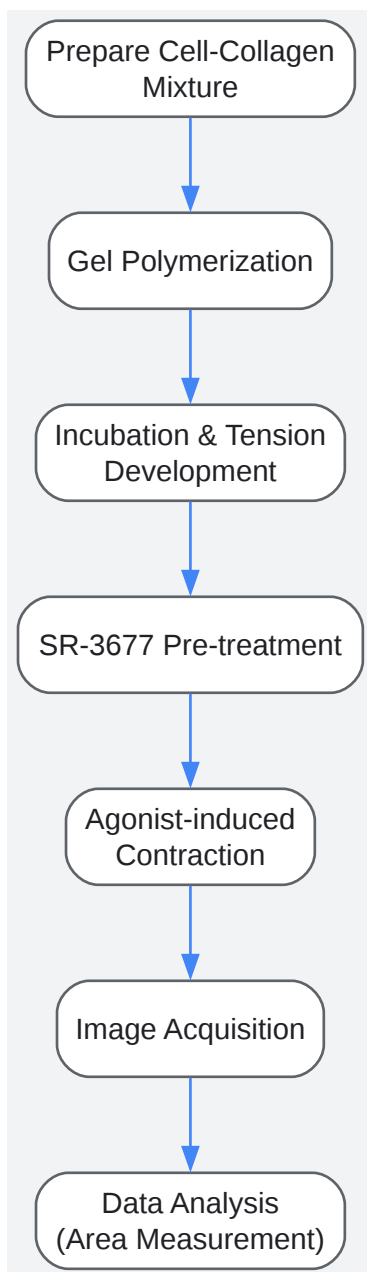 Prepare Cell-Collagen
Mixture
Gel Polymerization
Incubation & Tension
Development
SR-3677 Pre-treatment
Agonist-induced
Contraction
Image Acquisition
Data Analysis
(Area Measurement)